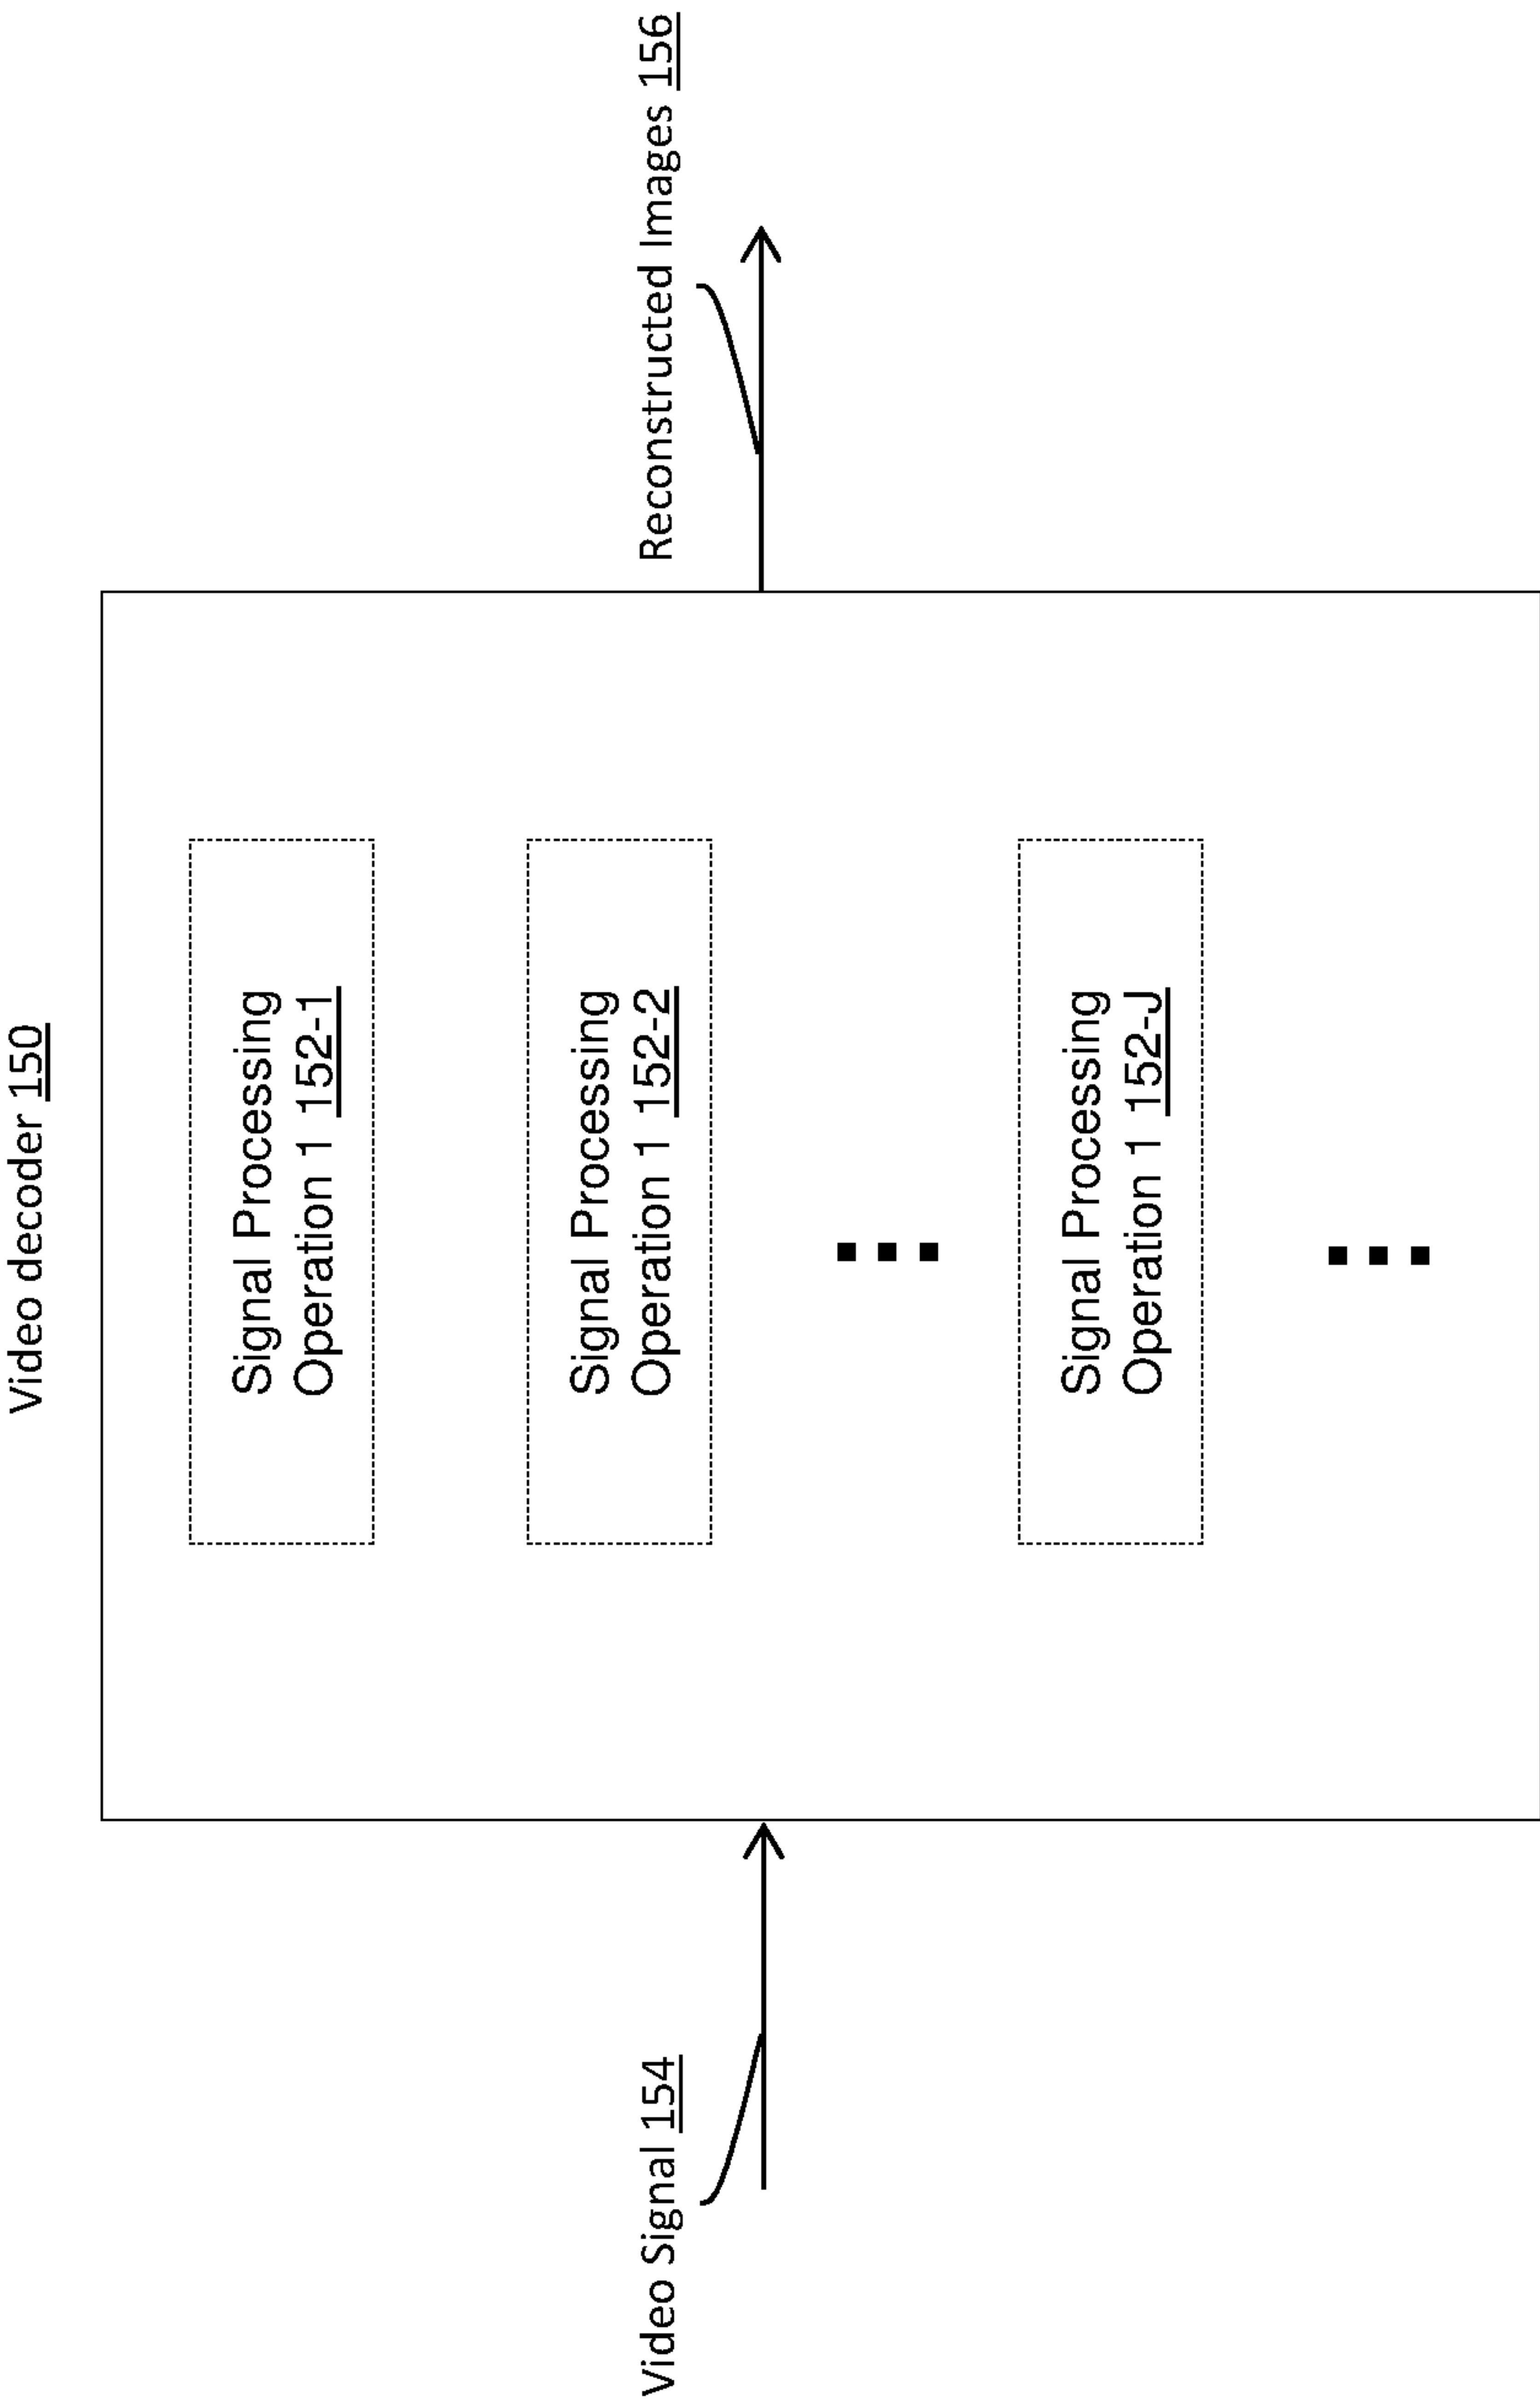 Video decoder 150
Signal Processing
Operation 1 152-1
Signal Processing
Operation 1 152-2
Video Signal 154
Reconstructed Images 156
Signal Processing
Operation 1 152-J